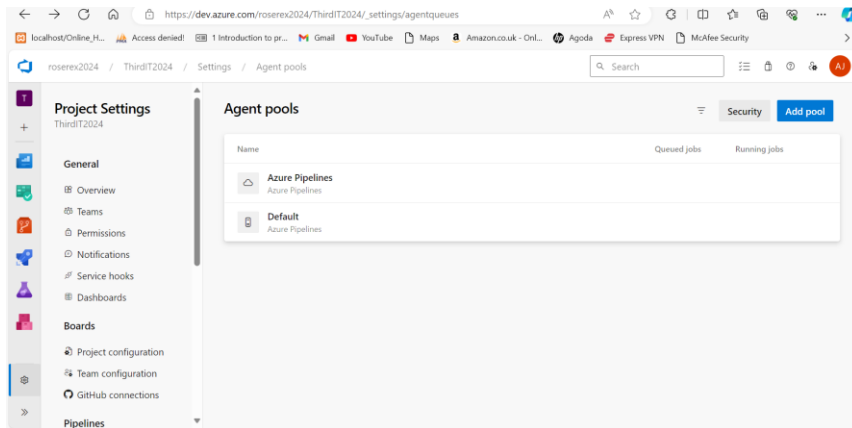 https://dev.azure.com/roserex2024/ThirdIT2024/_settings/agentqueues
localhost/Online_H... Access denied! 1 Introduction to pr... Gmail YouTube Maps Amazon.co.uk - Onl... Agoda Express VPN McAfee Security
roserex2024 / ThirdIT2024 / Settings / Agent pools
Search
AJ
T
Project Settings
ThirdIT2024
General
Overview
Teams
Permissions
Notifications
Service hooks
Dashboards
Boards
Project configuration
Team configuration
GitHub connections
Pipelines
Agent pools
Security
Add pool
Name Queued jobs Running jobs
Azure Pipelines
Azure Pipelines
Default
Azure Pipelines